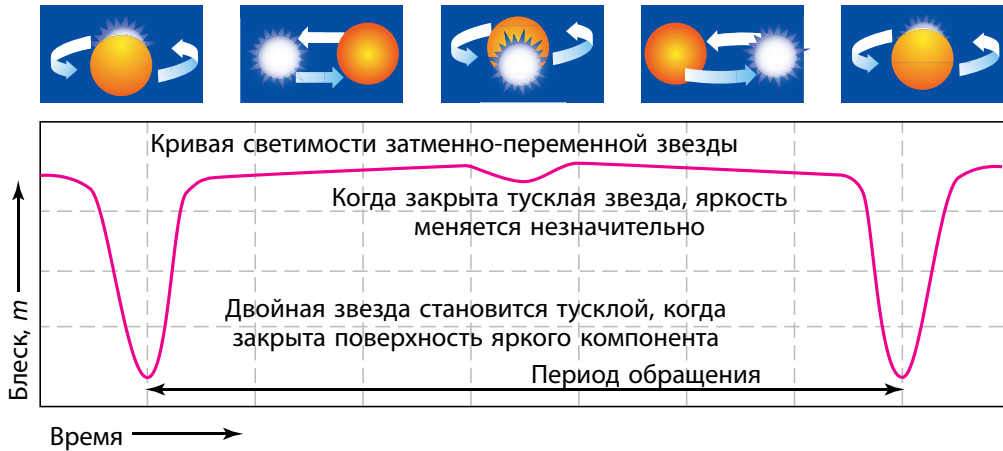 Кривая светимости затменно-переменной звезды
Когда закрыта тусклая звезда, яркость
меняется незначительно
Двойная звезда становится тусклой, когда
закрыта поверхность яркого компонента
Период обращения
Блеск, m
Время